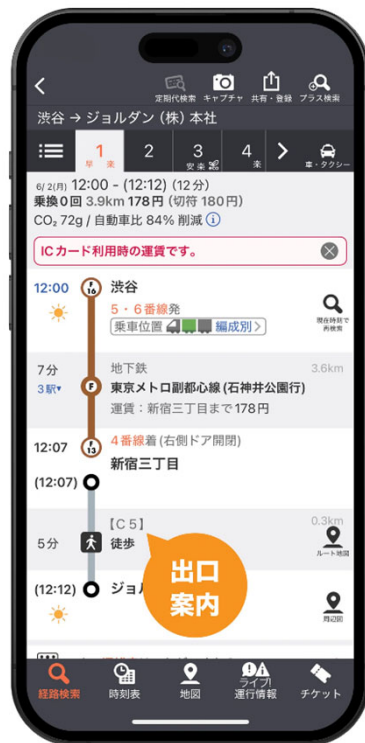 定期代検索 キャプチャ 共有・登録 プラス検索
渋谷 → ジョルダン (株) 本社
1 2 3 4
早 楽 安 楽 楽 車・タクシー
6/ 2(月) 12:00 - (12:12) (12分)
乗換0回 3.9km 178円 (切符 180円)
CO₂ 72g / 自動車比 84% 削減
ICカード利用時の運賃です。
12:00 F16 渋谷
5・6番線発
乗車位置 編成別
現在時刻で
再検索
7分 地下鉄 3.6km
3駅▼ F 東京メトロ副都心線 (石神井公園行)
運賃:新宿三丁目まで178円
12:07 F13 4番線着 (右側ドア開閉)
新宿三丁目
(12:07)
【C5】 0.3km
5分 徒歩
ルート地図
出口
案内
(12:12) ジョル
周辺図
経路検索 時刻表 地図 ライブ!
運行情報 チケット